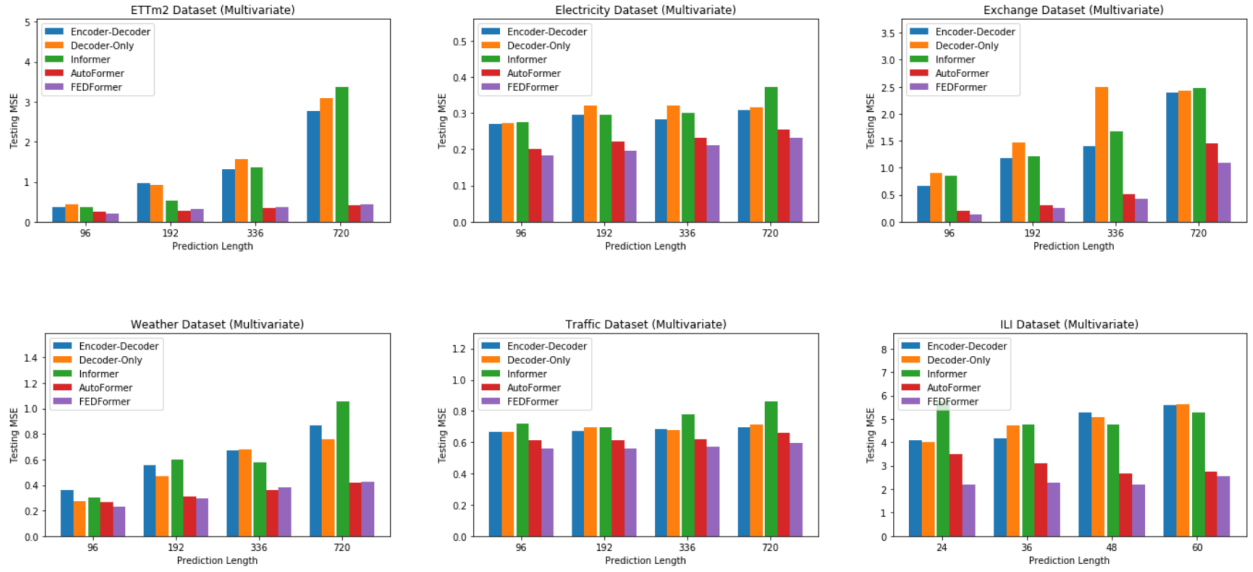 ETTm2 Dataset (Multivariate)
5
4
3
2
1
0
Testing MSE
Encoder-Decoder
Decoder-Only
Informer
AutoFormer
FEDFormer
96
192
336
720
Prediction Length
Electricity Dataset (Multivariate)
0.5
0.4
0.3
0.2
0.1
0.0
Testing MSE
Encoder-Decoder
Decoder-Only
Informer
AutoFormer
FEDFormer
96
192
336
720
Prediction Length
Exchange Dataset (Multivariate)
3.5
3.0
2.5
2.0
1.5
1.0
0.5
0.0
Testing MSE
Encoder-Decoder
Decoder-Only
Informer
AutoFormer
FEDFormer
96
192
336
720
Prediction Length
Weather Dataset (Multivariate)
1.4
1.2
1.0
0.8
0.6
0.4
0.2
0.0
Testing MSE
Encoder-Decoder
Decoder-Only
Informer
AutoFormer
FEDFormer
96
192
336
720
Prediction Length
Traffic Dataset (Multivariate)
1.2
1.0
0.8
0.6
0.4
0.2
0.0
Testing MSE
Encoder-Decoder
Decoder-Only
Informer
AutoFormer
FEDFormer
96
192
336
720
Prediction Length
ILI Dataset (Multivariate)
8
7
6
5
4
3
2
1
0
Testing MSE
Encoder-Decoder
Decoder-Only
Informer
AutoFormer
FEDFormer
24
36
48
60
Prediction Length